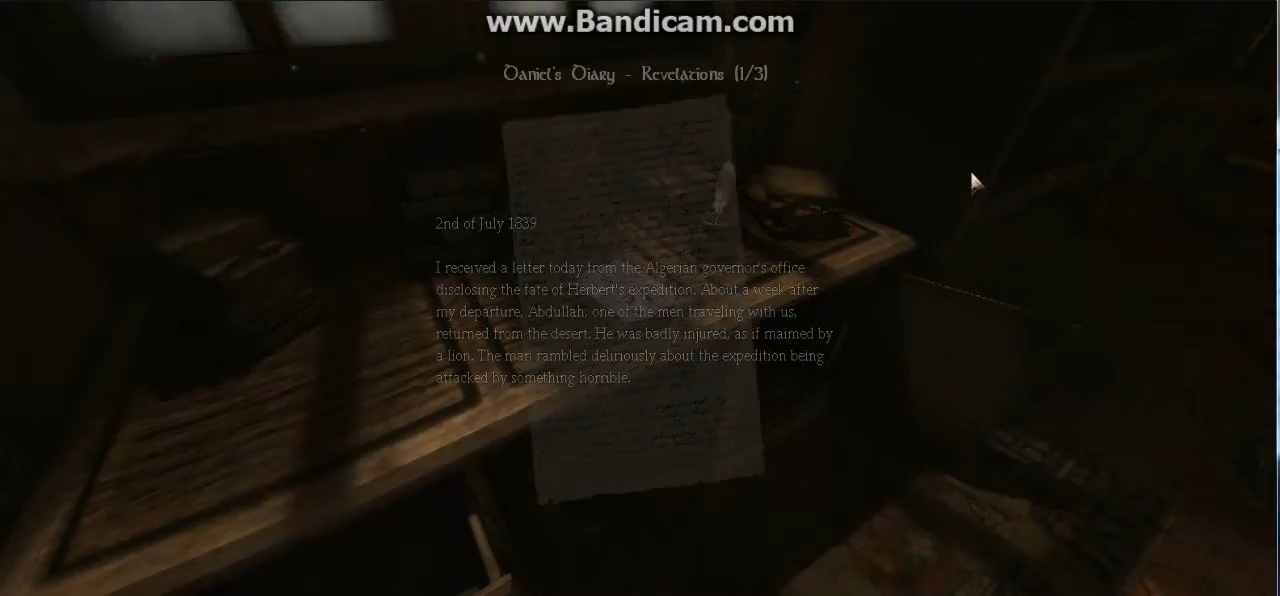 www.Bandicam.com
Daniel's Diary - Revelations (1/3)
2nd of July 1839
I received a letter today from the Algerian governor's office
disclosing the fate of Herbert's expedition. About a week after
my departure, Abdullah, one of the men traveling with us,
returned from the desert. He was badly injured, as if maimed by
a lion. The man rambled deliriously about the expedition being
attacked by something horrible.